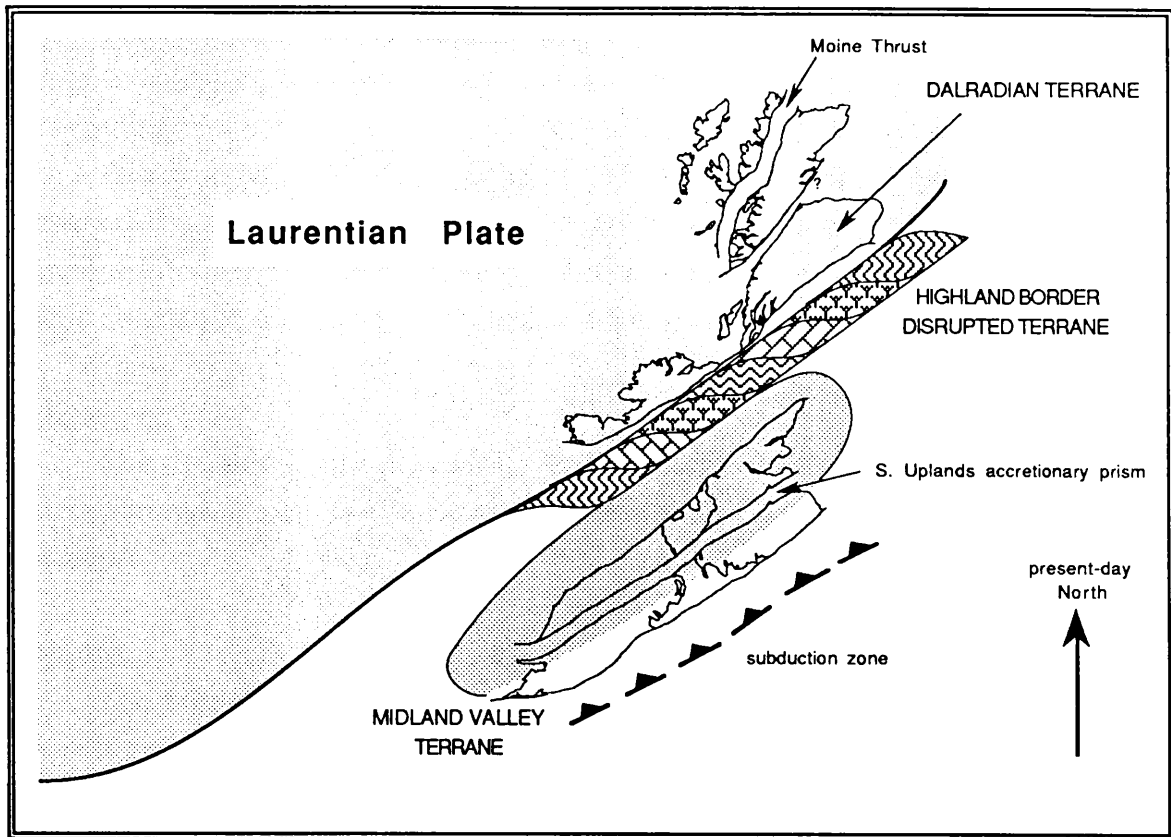 Moine Thrust
DALRADIAN TERRANE
Laurentian Plate
HIGHLAND BORDER
DISRUPTED TERRANE
S. Uplands accretionary prism
present-day
North
subduction zone
MIDLAND VALLEY
TERRANE